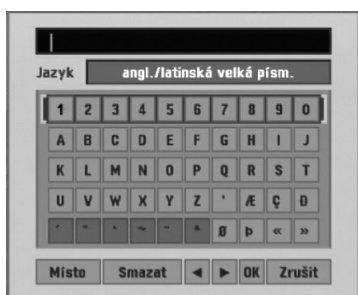 Jazyk angl./latinská velká písm.
1 2 3 4 5 6 7 8 9 0
A B C D E F G H I J
K L M N O P Q R S T
U V W X Y Z · Æ Ç Đ
Ø Þ « »
Místo Smazat ◄ ► OK Zrušit